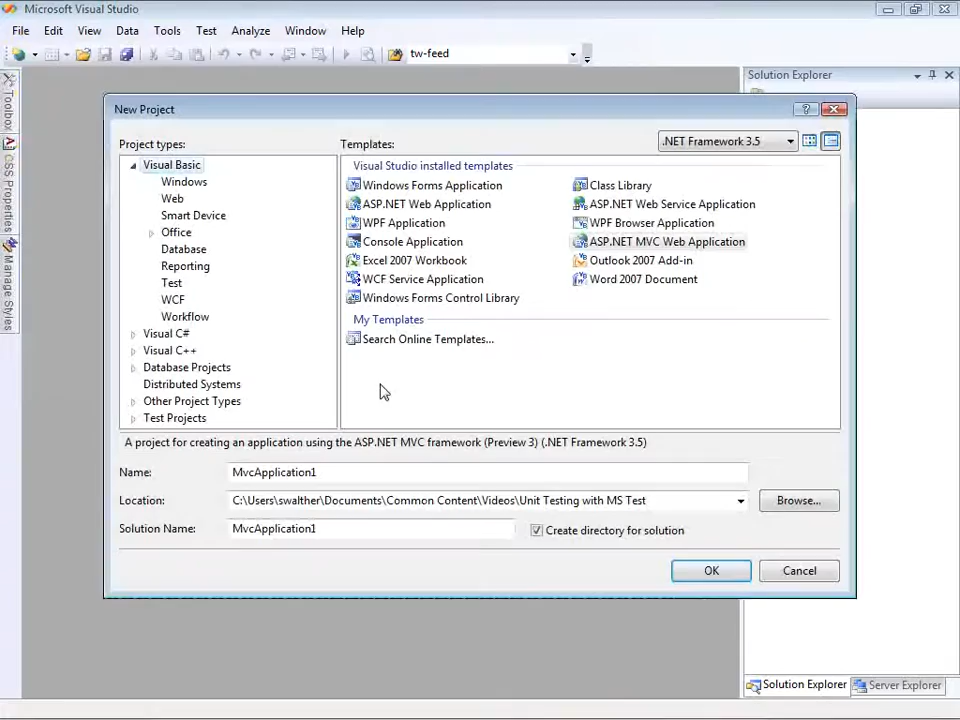 Microsoft Visual Studio
File Edit View Data Tools Test Analyze Window Help
tw-feed
Toolbox
CSS Properties
Manage Styles
Solution Explorer
New Project
Project types:
Templates:
.NET Framework 3.5
Visual Basic
Windows
Web
Smart Device
Office
Database
Reporting
Test
WCF
Workflow
Visual C#
Visual C++
Database Projects
Distributed Systems
Other Project Types
Test Projects
Visual Studio installed templates
Windows Forms Application
Class Library
ASP.NET Web Application
ASP.NET Web Service Application
WPF Application
WPF Browser Application
Console Application
ASP.NET MVC Web Application
Excel 2007 Workbook
Outlook 2007 Add-in
WCF Service Application
Word 2007 Document
Windows Forms Control Library
My Templates
Search Online Templates...
A project for creating an application using the ASP.NET MVC framework (Preview 3) (.NET Framework 3.5)
Name: MvcApplication1
Location: C:\Users\swalther\Documents\Common Content\Videos\Unit Testing with MS Test Browse...
Solution Name: MvcApplication1 Create directory for solution
OK Cancel
Solution Explorer Server Explorer